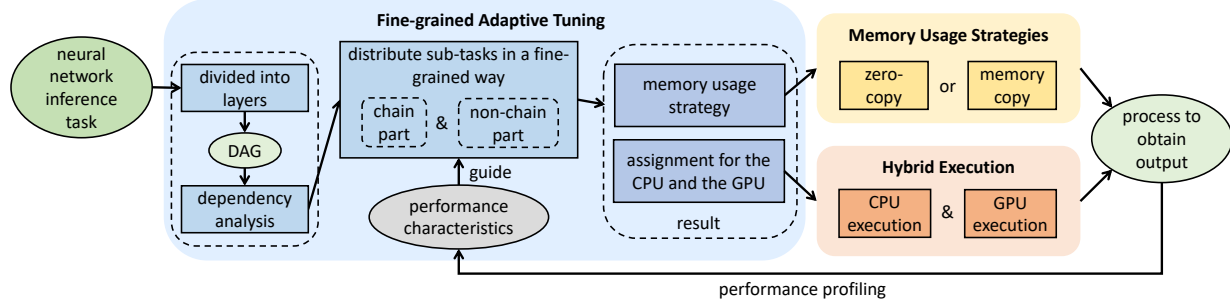 neural
network
inference
task
Fine-grained Adaptive Tuning
divided into
layers
DAG
dependency
analysis
distribute sub-tasks in a fine-
grained way
chain
part
&
non-chain
part
guide
performance
characteristics
memory usage
strategy
assignment for the
CPU and the GPU
result
Memory Usage Strategies
zero-
copy
or
memory
copy
Hybrid Execution
CPU
execution
&
GPU
execution
process to
obtain
output
performance profiling